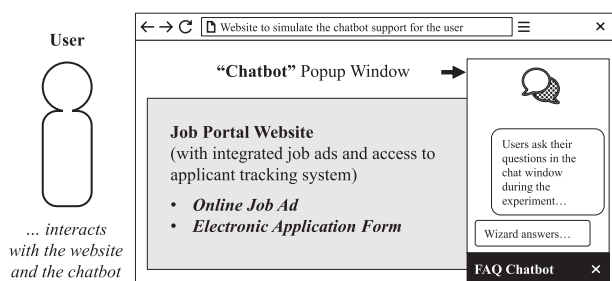 User
... interacts
with the website
and the chatbot
Website to simulate the chatbot support for the user
“Chatbot” Popup Window
Job Portal Website
(with integrated job ads and access to
applicant tracking system)
• Online Job Ad
• Electronic Application Form
Users ask their
questions in the
chat window
during the
experiment…
Wizard answers…
FAQ Chatbot